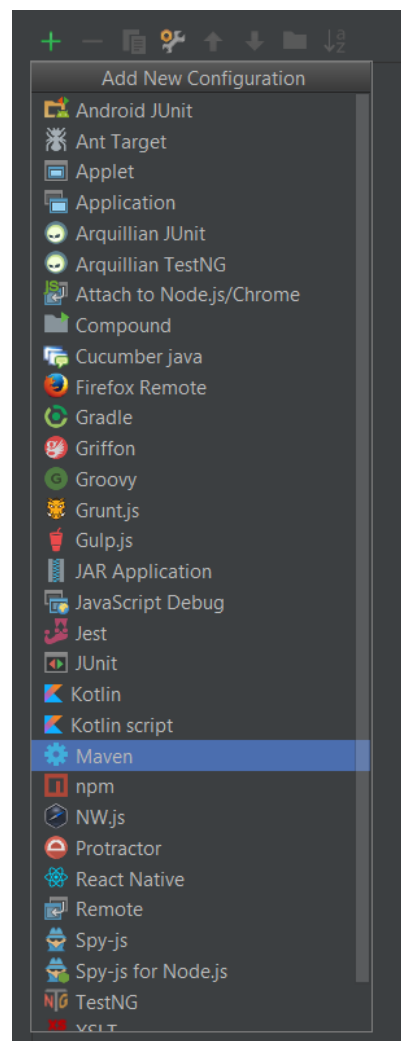 Add New Configuration
Android JUnit
Ant Target
Applet
Application
Arquillian JUnit
Arquillian TestNG
Attach to Node.js/Chrome
Compound
Cucumber java
Firefox Remote
Gradle
Griffon
Groovy
Grunt.js
Gulp.js
JAR Application
JavaScript Debug
Jest
JUnit
Kotlin
Kotlin script
Maven
npm
NW.js
Protractor
React Native
Remote
Spy-js
Spy-js for Node.js
TestNG
XSLT